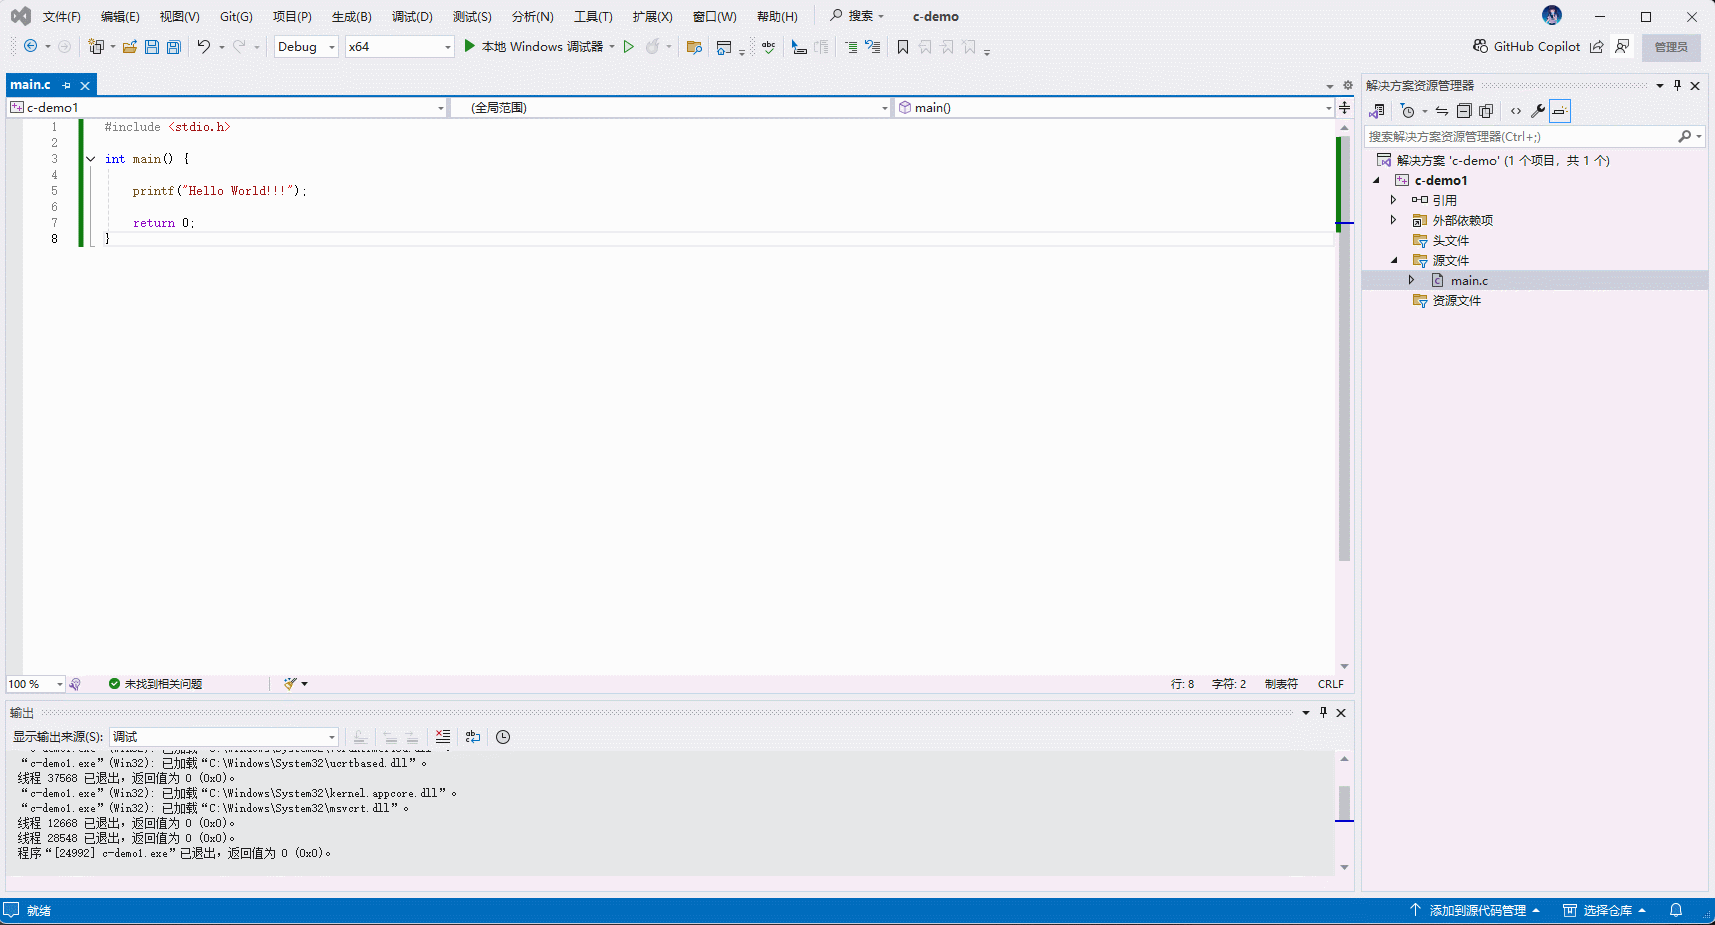 文件(F) 编辑(E) 视图(V) Git(G) 项目(P) 生成(B) 调试(D) 测试(S) 分析(N) 工具(T) 扩展(X) 窗口(W) 帮助(H) 搜索 c-demo
Debug x64 本地 Windows 调试器 abc GitHub Copilot 管理员
main.c
c-demo1 (全局范围) main()
1 #include <stdio.h>
2
3 int main() {
4
5 printf("Hello World!!!");
6
7 return 0;
8 }
100 % 未找到相关问题 行: 8 字符: 2 制表符 CRLF
输出
显示输出来源(S): 调试
“c-demo1.exe”(Win32): 已加载“C:\Windows\System32\ucrtbased.dll”。
线程 37568 已退出，返回值为 0 (0x0)。
“c-demo1.exe”(Win32): 已加载“C:\Windows\System32\kernel.appcore.dll”。
“c-demo1.exe”(Win32): 已加载“C:\Windows\System32\msvcrt.dll”。
线程 12668 已退出，返回值为 0 (0x0)。
线程 28548 已退出，返回值为 0 (0x0)。
程序“[24992] c-demo1.exe”已退出，返回值为 0 (0x0)。
解决方案资源管理器
搜索解决方案资源管理器(Ctrl+;)
解决方案 'c-demo' (1 个项目，共 1 个)
c-demo1
引用
外部依赖项
头文件
源文件
main.c
资源文件
就绪 添加到源代码管理 选择仓库